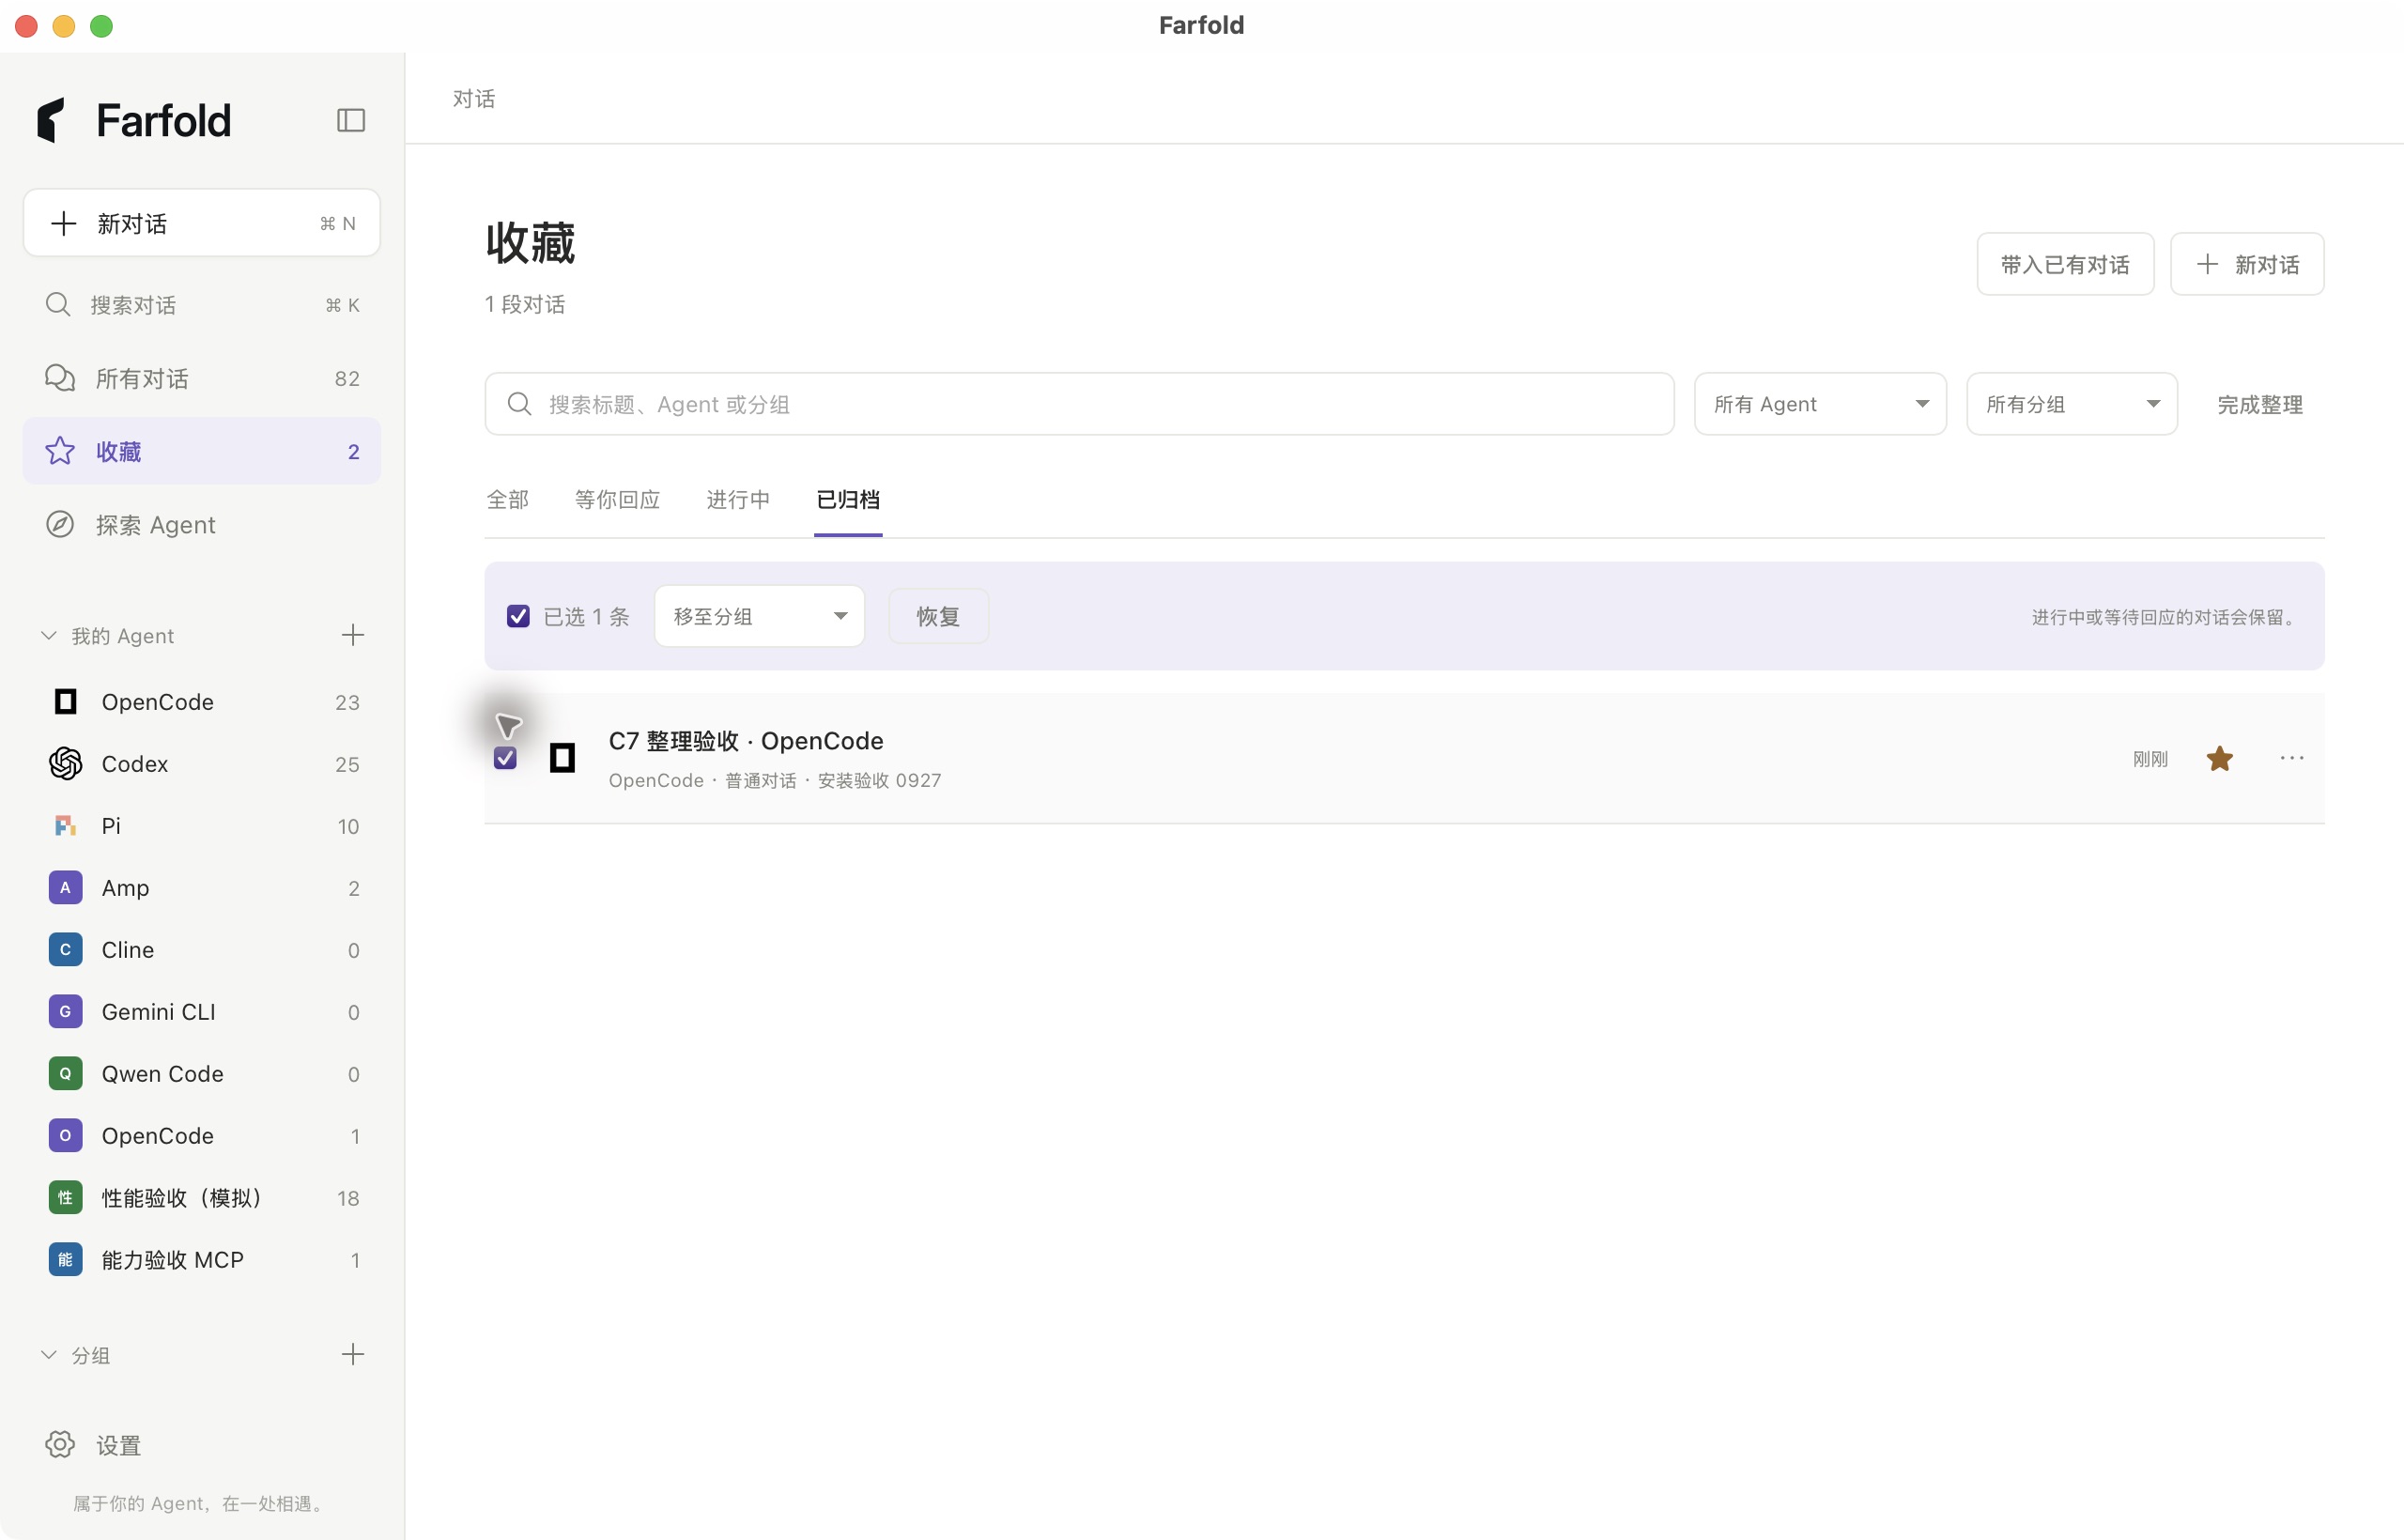 Farfold
Farfold
新对话 ⌘ N
搜索对话 ⌘ K
所有对话 82
收藏 2
探索 Agent
我的 Agent
OpenCode 23
Codex 25
Pi 10
A Amp 2
C Cline 0
G Gemini CLI 0
Q Qwen Code 0
O OpenCode 1
性 性能验收（模拟） 18
能 能力验收 MCP 1
分组
设置
属于你的 Agent，在一处相遇。
对话
收藏
1 段对话
带入已有对话 新对话
搜索标题、Agent 或分组 所有 Agent 所有分组 完成整理
全部 等你回应 进行中 已归档
已选 1 条 移至分组 恢复 进行中或等待回应的对话会保留。
C7 整理验收 · OpenCode
OpenCode · 普通对话 · 安装验收 0927
刚刚 ···